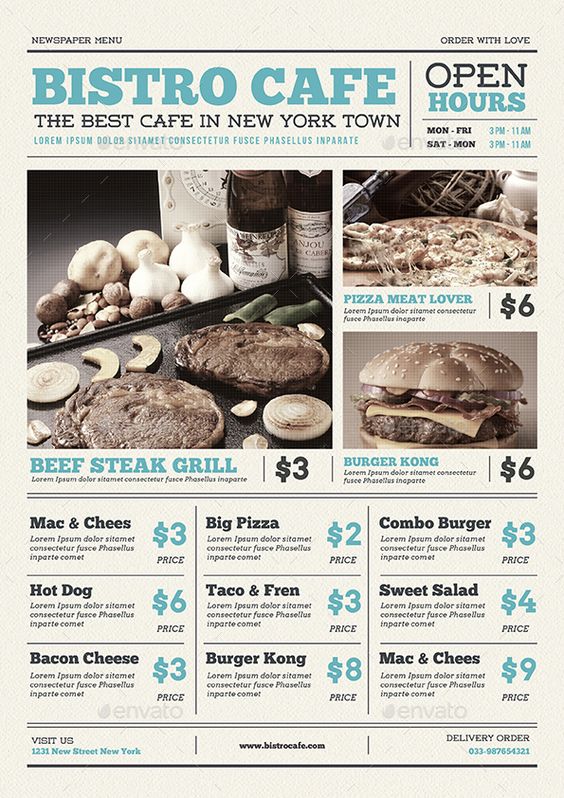 NEWSPAPER MENU
ORDER WITH LOVE
BISTRO CAFE
THE BEST CAFE IN NEW YORK TOWN
LOREM IPSUM DOLOR SITAMET CONSECTETUR FUSCE PHASELLUS INPARATE
OPEN
HOURS
MON - FRI 3 PM - 11 AM
SAT - MON 3 PM - 11 AM
ANJOU
PIZZA MEAT LOVER
Lorem Ipsum dolor sitamet consectetur
fusce Phasellus inaparte
$6
BEEF STEAK GRILL
Lorem Ipsum dolor sitamet consectetur fusce Phasellus inaparte
$3
BURGER KONG
Lorem Ipsum dolor sitamet consectetur
fusce Phasellus inaparte
$6
Mac & Chees
Lorem Ipsum dolor sitamet
consectetur fusce Phasellus
inparte comet
$3
PRICE
Big Pizza
Lorem Ipsum dolor sitamet
consectetur fusce Phasellus
inparte comet
$2
PRICE
Combo Burger
Lorem Ipsum dolor sitamet
consectetur fusce Phasellus
inparte comet
$3
PRICE
Hot Dog
Lorem Ipsum dolor sitamet
consectetur fusce Phasellus
inparte comet
$6
PRICE
Taco & Fren
Lorem Ipsum dolor sitamet
consectetur fusce Phasellus
inparte comet
$3
PRICE
Sweet Salad
Lorem Ipsum dolor sitamet
consectetur fusce Phasellus
inparte comet
$4
PRICE
Bacon Cheese
Lorem Ipsum dolor sitamet
consectetur fusce Phasellus
inparte comet
$3
PRICE
Burger Kong
Lorem Ipsum dolor sitamet
consectetur fusce Phasellus
inparte comet
$8
PRICE
Mac & Chees
Lorem Ipsum dolor sitamet
consectetur fusce Phasellus
inparte comet
$9
PRICE
envato
envato
VISIT US
1231 New Street New York
www.bistrocafe.com
DELIVERY ORDER
033-987654321